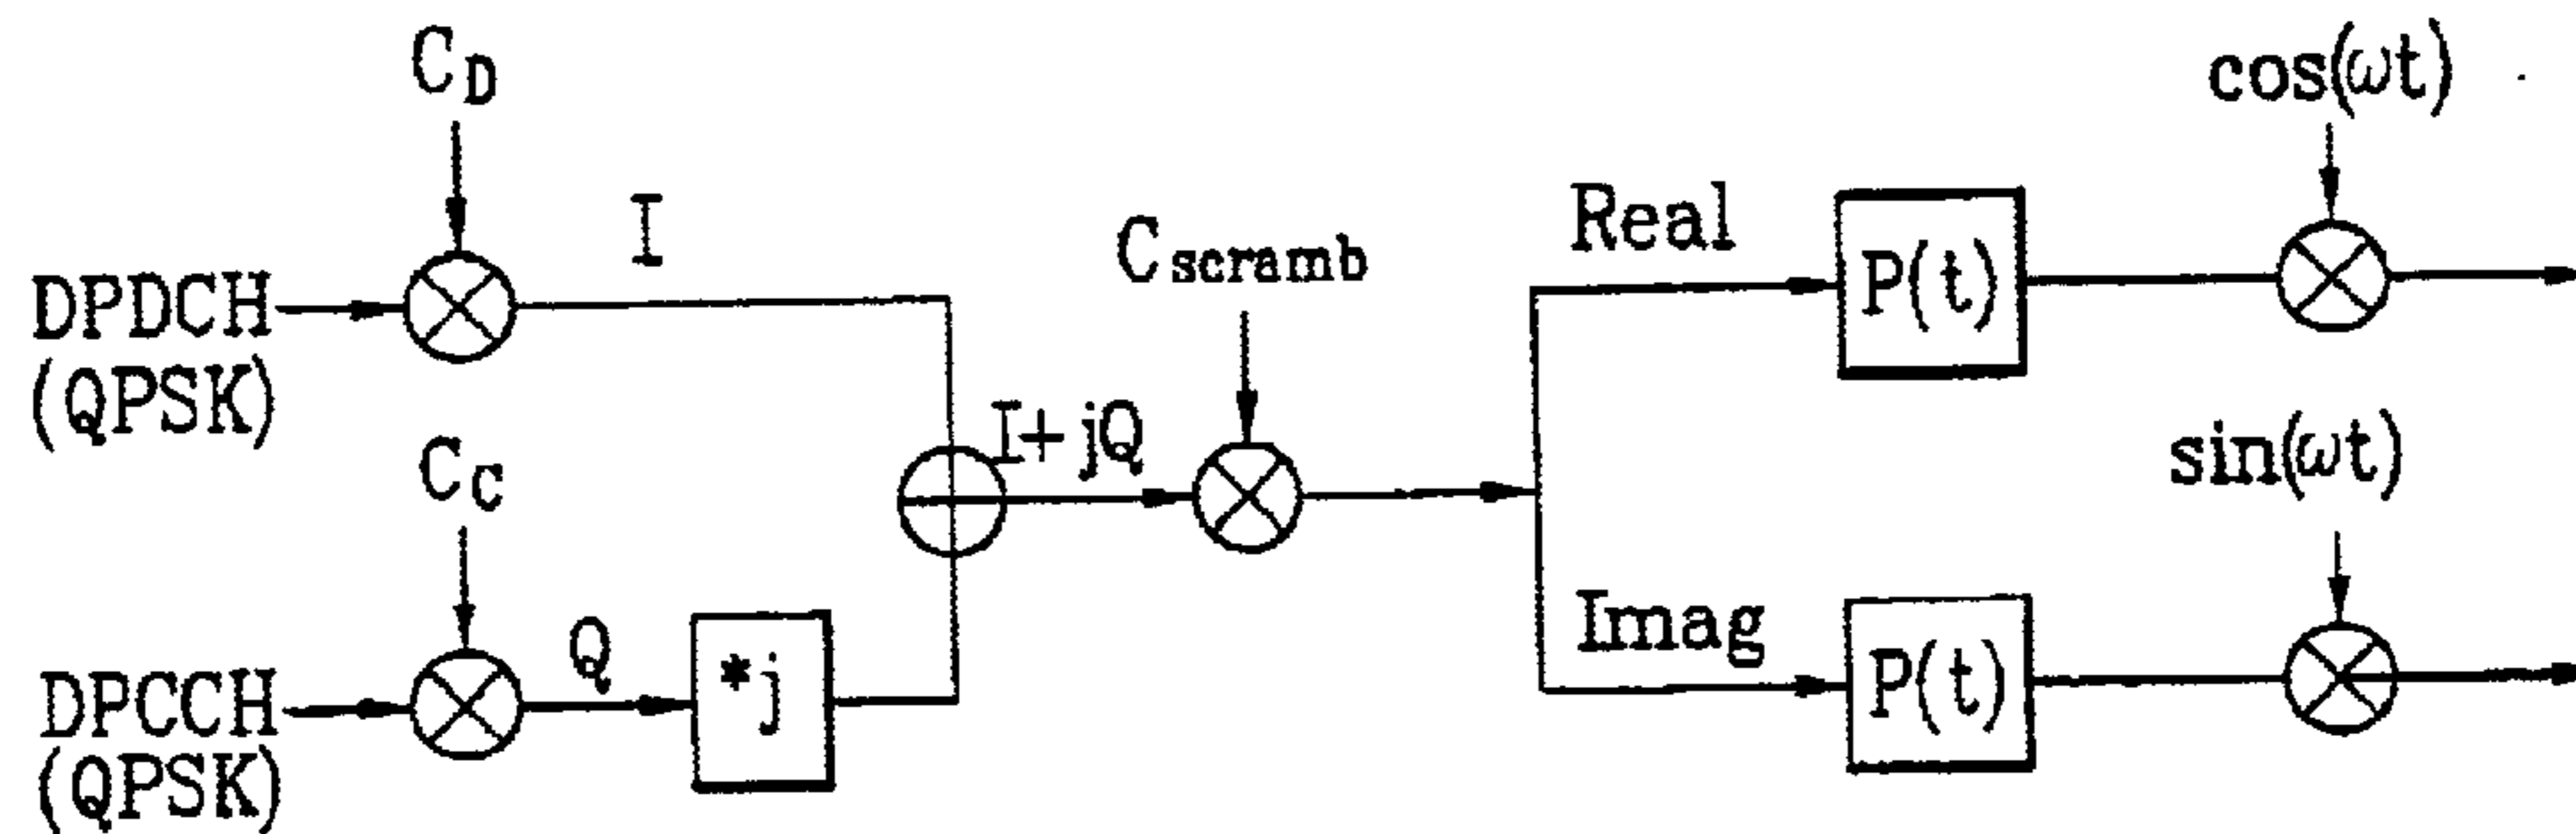 C_D
I
DPDCH
(QPSK)
C_C
Q
DPCCH
(QPSK)
*j
I+jQ
C_scramb
Real
P(t)
cos(ωt)
Imag
P(t)
sin(ωt)